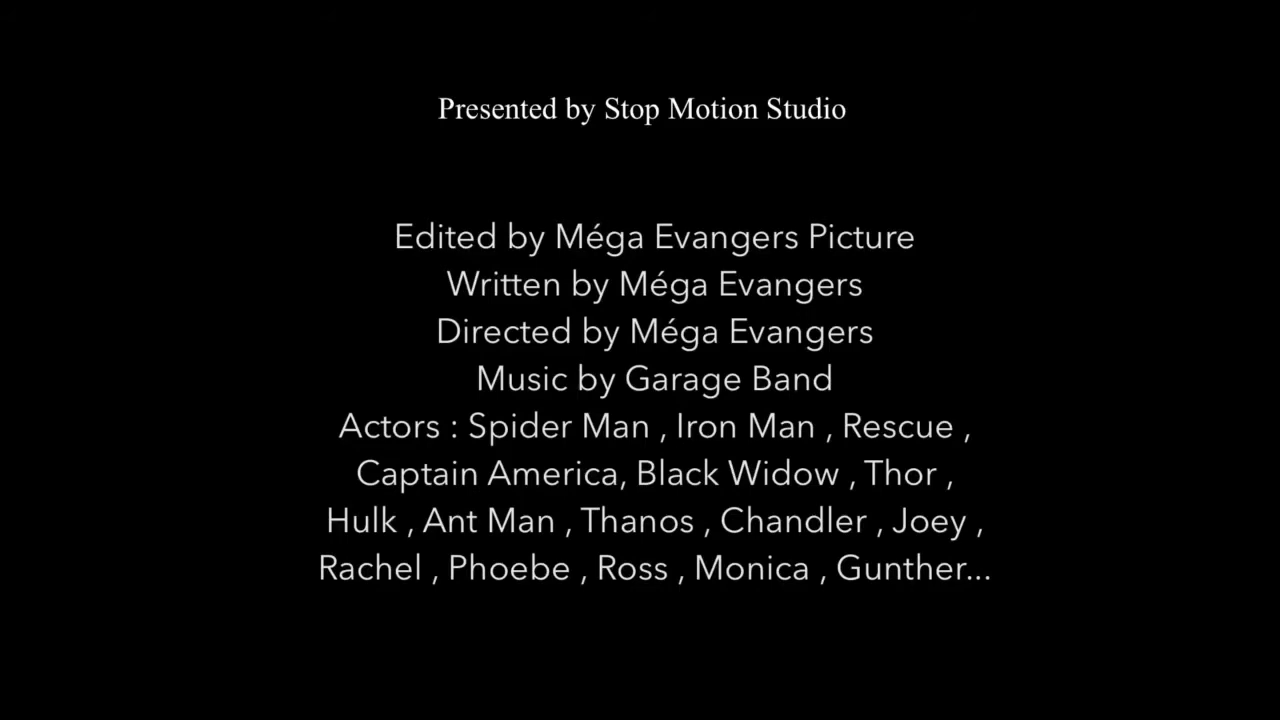 Presented by Stop Motion Studio
Edited by Méga Evangers Picture
Written by Méga Evangers
Directed by Méga Evangers
Music by Garage Band
Actors : Spider Man , Iron Man , Rescue ,
Captain America, Black Widow , Thor ,
Hulk , Ant Man , Thanos , Chandler , Joey ,
Rachel , Phoebe , Ross , Monica , Gunther...